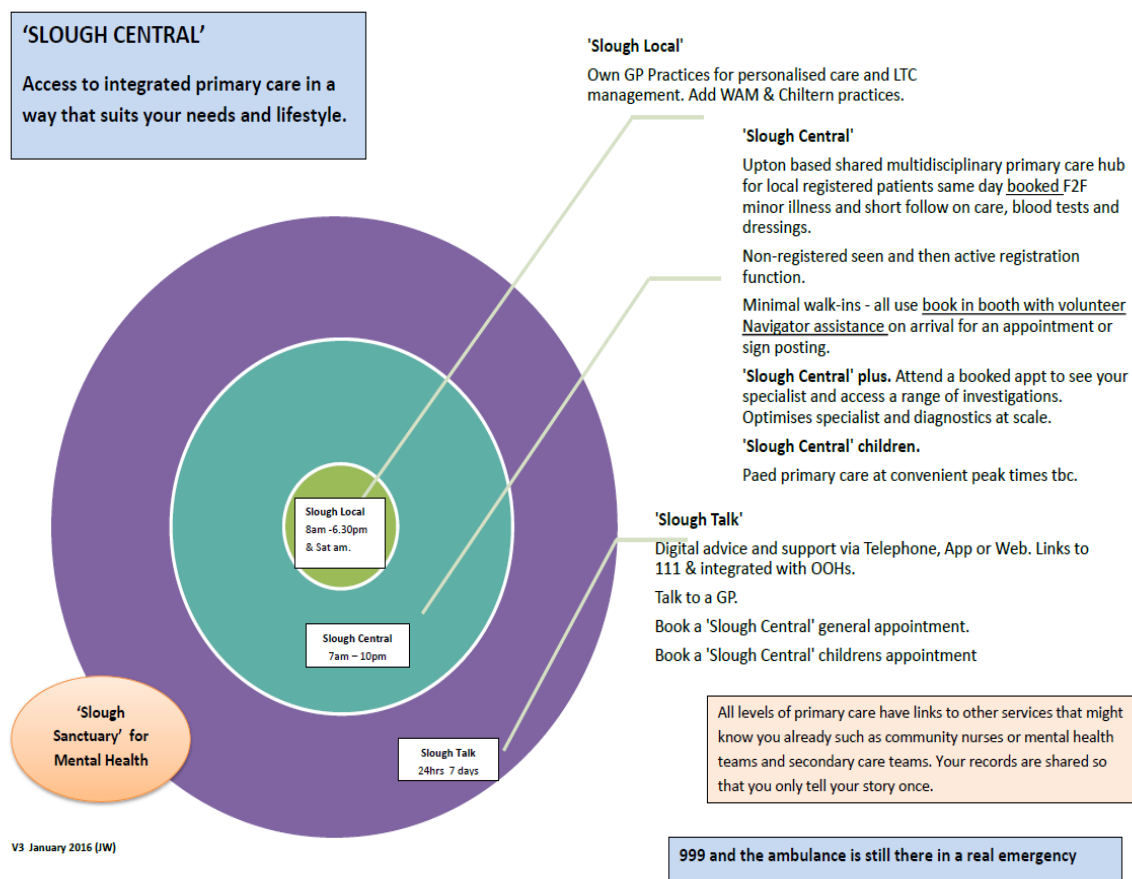 ‘SLOUGH CENTRAL’
Access to integrated primary care in a
way that suits your needs and lifestyle.
'Slough Local'
Own GP Practices for personalised care and LTC
management. Add WAM & Chiltern practices.
'Slough Central'
Upton based shared multidisciplinary primary care hub
for local registered patients same day booked F2F
minor illness and short follow on care, blood tests and
dressings.
Non-registered seen and then active registration
function.
Minimal walk-ins - all use book in booth with volunteer
Navigator assistance on arrival for an appointment or
sign posting.
'Slough Central' plus. Attend a booked appt to see your
specialist and access a range of investigations.
Optimises specialist and diagnostics at scale.
'Slough Central' children.
Paed primary care at convenient peak times tbc.
Slough Local
8am -6.30pm
& Sat am.
'Slough Talk'
Digital advice and support via Telephone, App or Web. Links to
111 & integrated with OOHs.
Talk to a GP.
Book a 'Slough Central' general appointment.
Book a 'Slough Central' childrens appointment
Slough Central
7am – 10pm
‘Slough
Sanctuary’ for
Mental Health
Slough Talk
24hrs 7 days
All levels of primary care have links to other services that might
know you already such as community nurses or mental health
teams and secondary care teams. Your records are shared so
that you only tell your story once.
V3 January 2016 (JW)
999 and the ambulance is still there in a real emergency